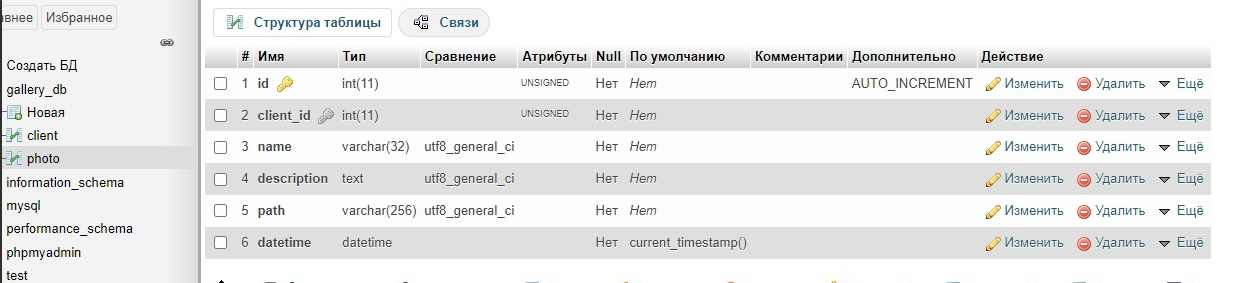 авнее Избранное
Создать БД
gallery_db
Новая
client
photo
information_schema
mysql
performance_schema
phpmyadmin
test
Структура таблицы Связи
# Имя Тип Сравнение Атрибуты Null По умолчанию Комментарии Дополнительно Действие
1 id int(11) UNSIGNED Нет Нет AUTO_INCREMENT Изменить Удалить Ещё
2 client_id int(11) UNSIGNED Нет Нет Изменить Удалить Ещё
3 name varchar(32) utf8_general_ci Нет Нет Изменить Удалить Ещё
4 description text utf8_general_ci Нет Нет Изменить Удалить Ещё
5 path varchar(256) utf8_general_ci Нет Нет Изменить Удалить Ещё
6 datetime datetime Нет current_timestamp() Изменить Удалить Ещё